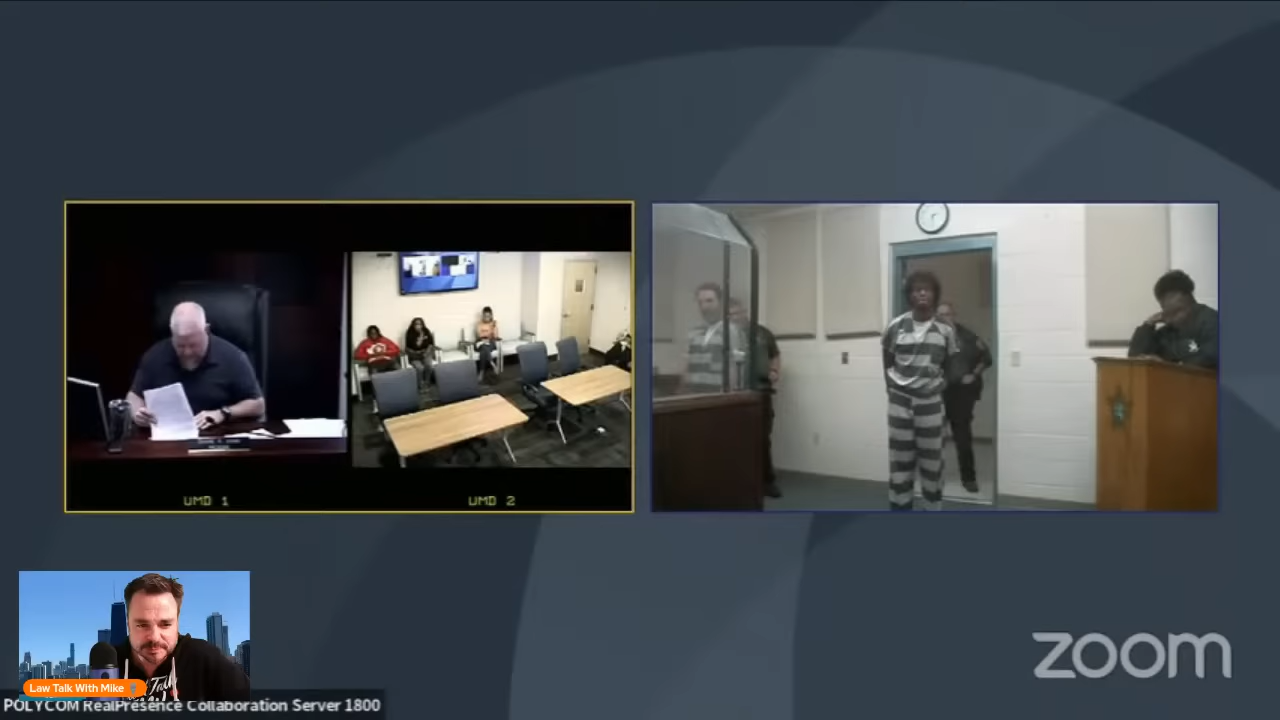 UMD 1
UMD 2
zoom
Law Talk With Mike
POLYCOM RealPresence Collaboration Server 1800